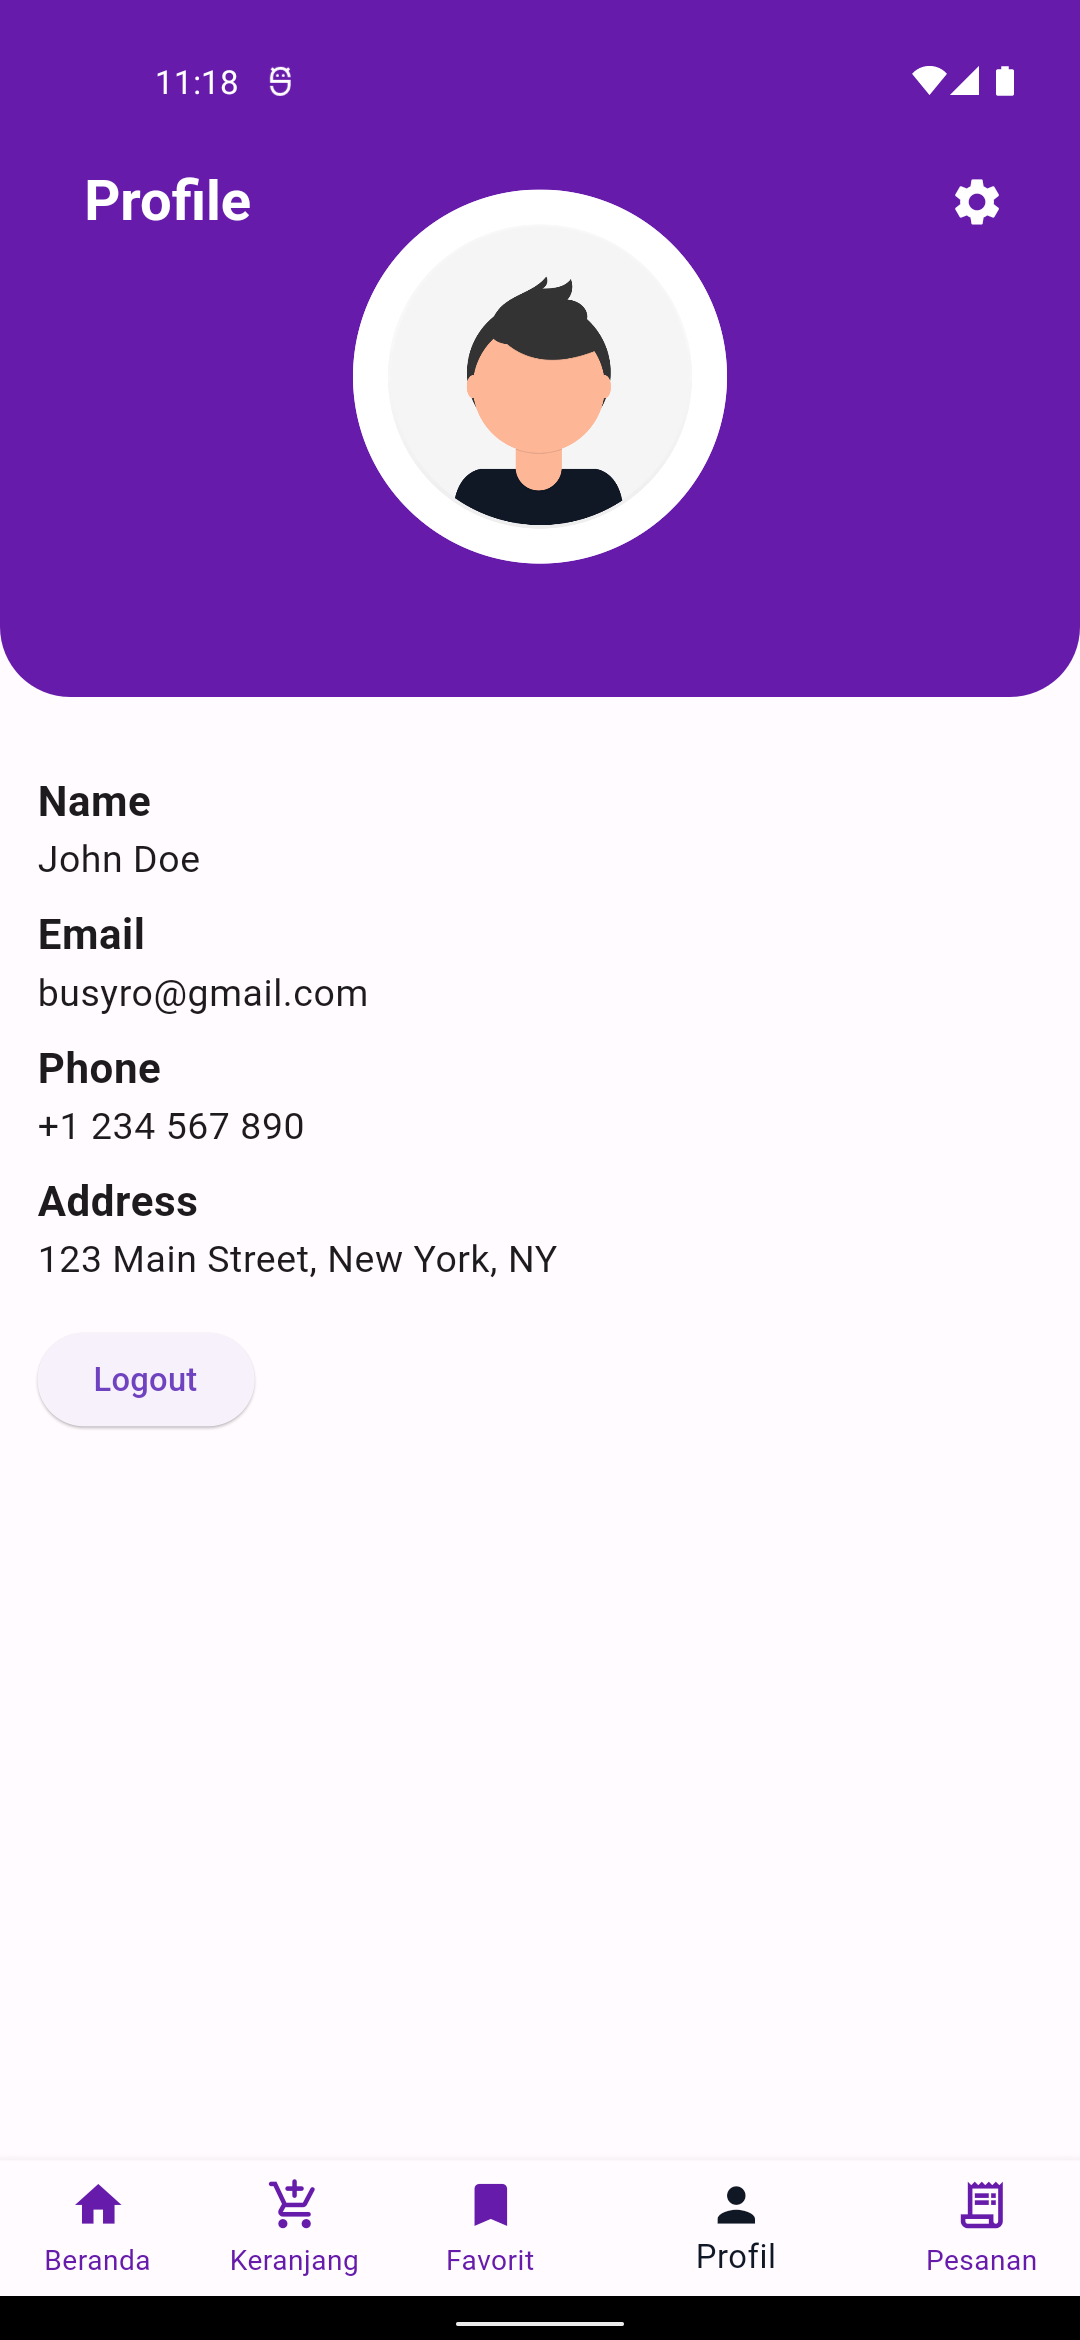 11:18
Profile
Name
John Doe
Email
busyro@gmail.com
Phone
+1 234 567 890
Address
123 Main Street, New York, NY
Logout
Beranda
Keranjang
Favorit
Profil
Pesanan